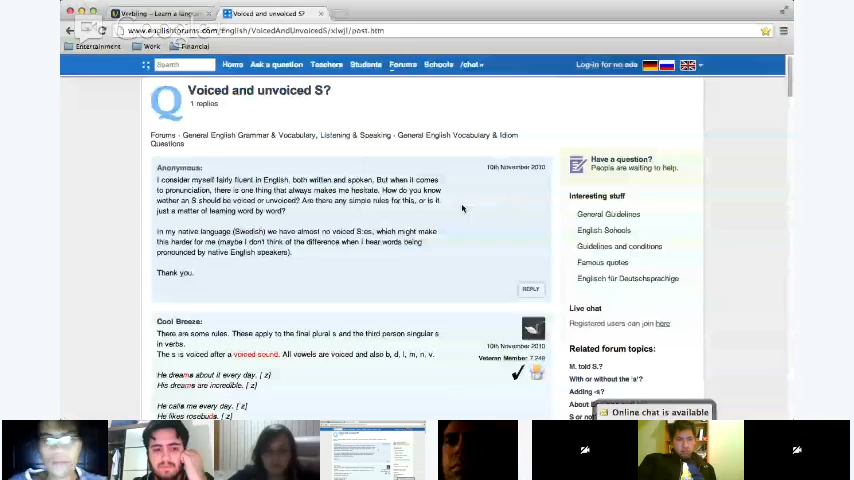 Verbling – Learn a langua
Voiced and unvoiced S?
www.englishforums.com/English/VoicedAndUnvoicedS/xlwjl/post.htm
Entertainment
Work
Financial
Search
Home
Ask a question
Teachers
Students
Forums
Schools
/chat
Log-in for no ads
Q
Voiced and unvoiced S?
1 replies
Forums · General English Grammar & Vocabulary, Listening & Speaking · General English Vocabulary & Idiom
Questions
Anonymous:
10th November 2010
I consider myself fairly fluent in English, both written and spoken. But when it comes
to pronunciation, there is one thing that always makes me hesitate. How do you know
wether an S should be voiced or unvoiced? Are there any simple rules for this, or is it
just a matter of learning word by word?
In my native language (Swedish) we have almost no voiced S:es, which might make
this harder for me (maybe I don't think of the difference when I hear words being
pronounced by native English speakers).
Thank you.
REPLY
Cool Breeze:
There are some rules. These apply to the final plural s and the third person singular s
in verbs.
10th November 2010
The s is voiced after a voiced sound. All vowels are voiced and also b, d, l, m, n, v.
Veteran Member: 7,248
He dreams about it every day. [ z]
His dreams are incredible. [ z]
He calls me every day. [ z]
He likes rosebuds. [ z]
Have a question?
People are waiting to help.
Interesting stuff
General Guidelines
English Schools
Guidelines and conditions
Famous quotes
Englisch für Deutschsprachige
Live chat
Registered users can join here
Related forum topics:
M. told S.?
With or without the 's'?
Adding -s?
About
S or not
Online chat is available